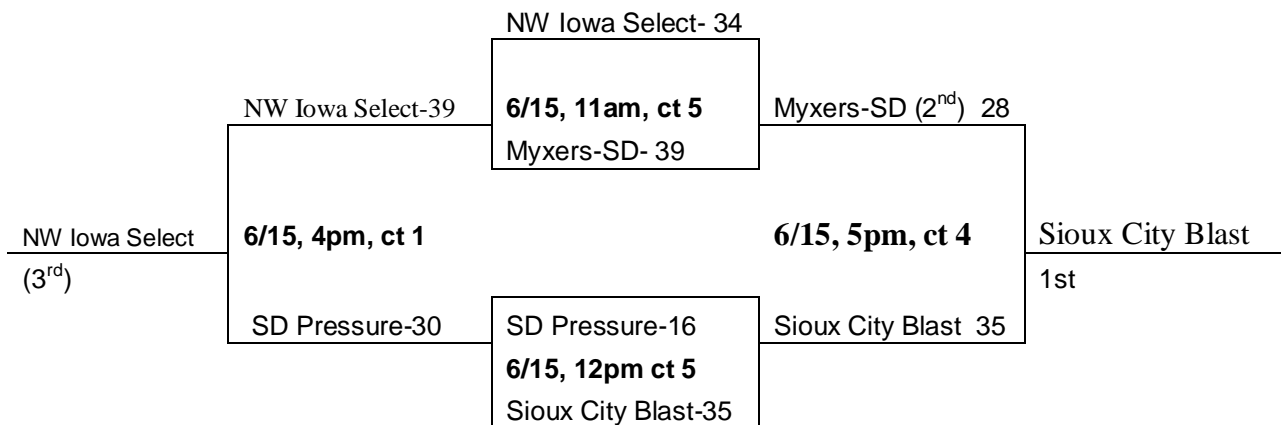 NW Iowa Select- 34
NW Iowa Select-39
6/15, 11am, ct 5
Myxers-SD (2nd) 28
Myxers-SD- 39
NW Iowa Select
(3rd)
6/15, 4pm, ct 1
6/15, 5pm, ct 4
Sioux City Blast
1st
SD Pressure-30
SD Pressure-16
Sioux City Blast 35
6/15, 12pm ct 5
Sioux City Blast-35